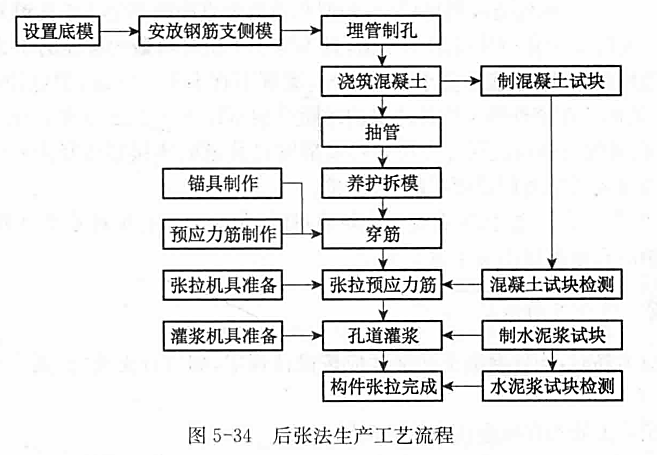 设置底模 安放钢筋支侧模 埋管制孔
浇筑混凝土 制混凝土试块
抽管
锚具制作 养护拆模
预应力筋制作 穿筋
张拉机具准备 张拉预应力筋 混凝土试块检测
灌浆机具准备 孔道灌浆 制水泥浆试块
构件张拉完成 水泥浆试块检测
图 5-34 后张法生产工艺流程